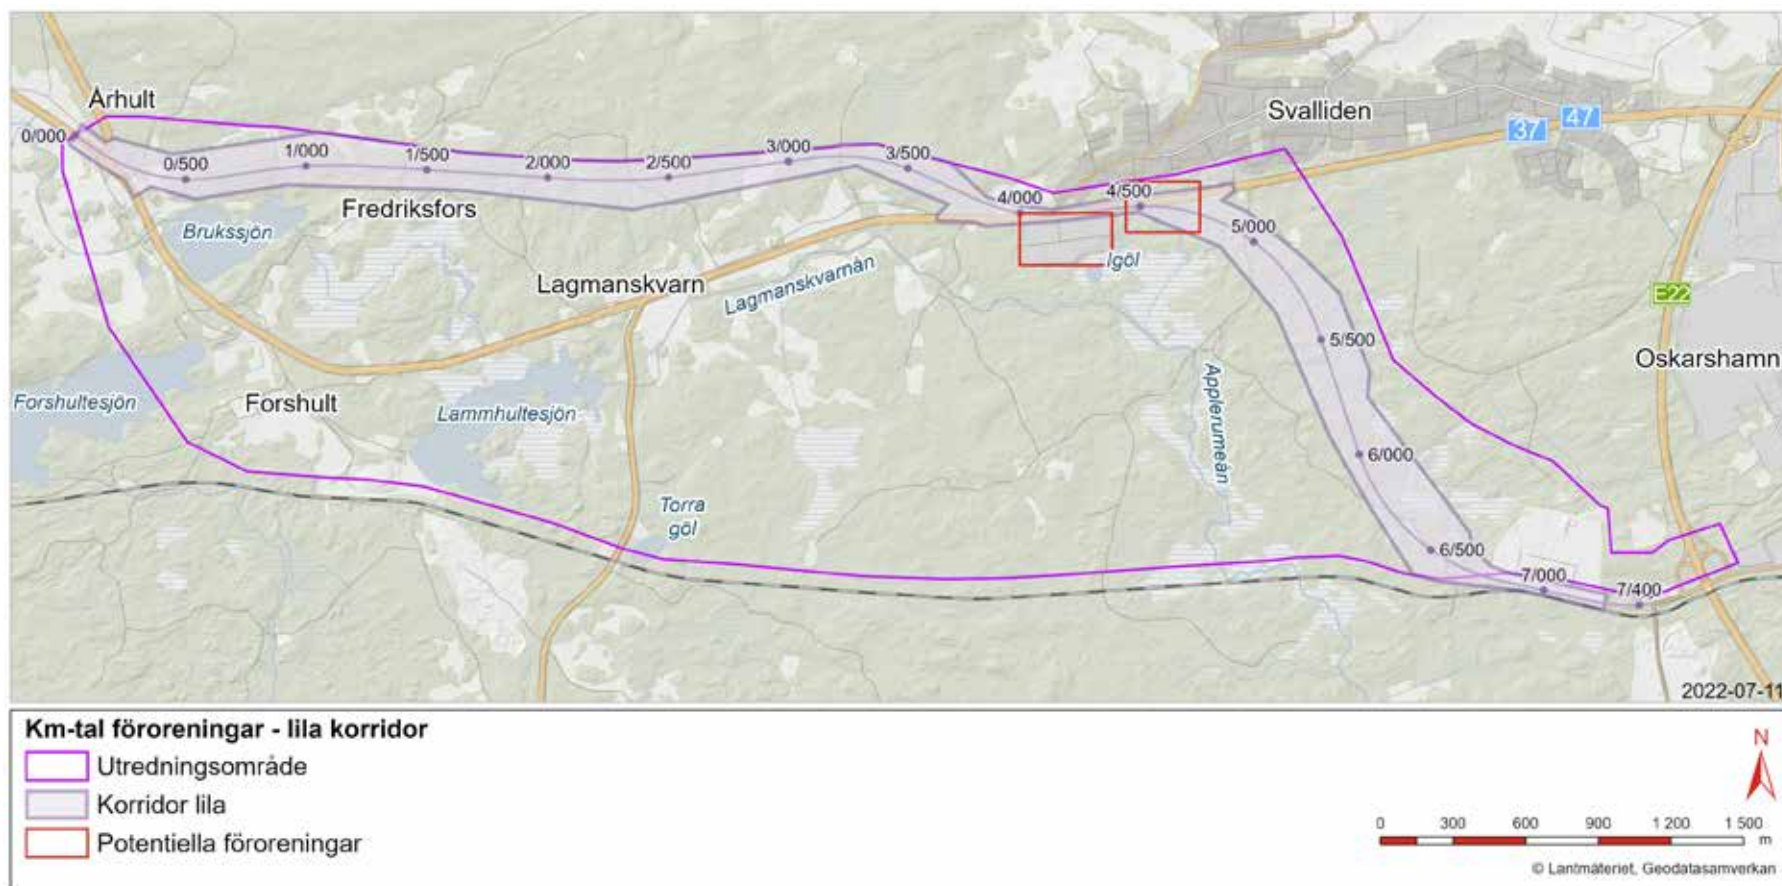 Århult
Svalliden
47
37
0/000
0/500
1/000
1/500
2/000
2/500
3/000
3/500
4/000
4/500
5/000
Fredriksfors
Brukssjön
Lagmanskvarn
Lagmanskvarnån
Igöl
E22
5/500
Oskarshamn
Forshultesjön
Forshult
Lammhultesjön
Applerumeån
6/000
Torra
göl
6/500
7/000
7/400
2022-07-11
Km-tal föroreningar - lila korridor
Utredningsområde
Korridor lila
Potentiella föroreningar
N
0 300 600 900 1 200 1 500
m
© Lantmäteriet, Geodatasamverkan